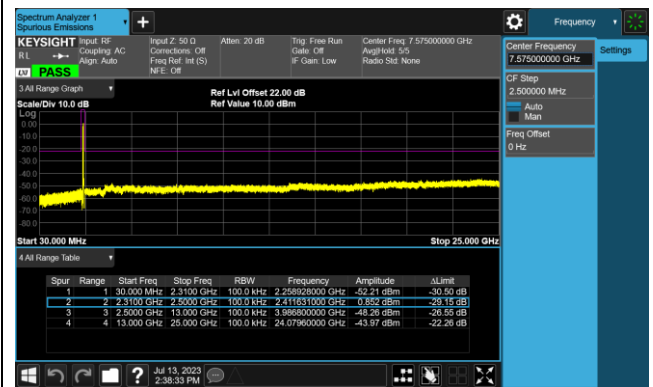 Spectrum Analyzer 1
Spurious Emissions
Frequency
KEYSIGHT
Input: RF
Coupling: AC
Align: Auto
Input Z: 50 Ω
Corrections: Off
Freq Ref: Int (S)
NFE: Off
Atten: 20 dB
Trig: Free Run
Gate: Off
IF Gain: Low
Center Freq: 7.575000000 GHz
Avg|Hold: 5/5
Radio Std: None
R L
LXI
PASS
Center Frequency
7.575000000 GHz
Settings
CF Step
2.500000 MHz
Auto
Man
Freq Offset
0 Hz
3 All Range Graph
Scale/Div 10.0 dB
Ref Lvl Offset 22.00 dB
Ref Value 10.00 dBm
Log
0.00
-10.0
-20.0
-30.0
-40.0
-50.0
-60.0
-70.0
-80.0
Start 30.000 MHz
Stop 25.000 GHz
4 All Range Table
Spur Range Start Freq Stop Freq RBW Frequency Amplitude ΔLimit
1 1 30.000 MHz 2.3100 GHz 100.0 kHz 2.258928000 GHz -52.21 dBm -30.50 dB
2 2 2.3100 GHz 2.5000 GHz 100.0 kHz 2.411631000 GHz 0.852 dBm -29.15 dB
3 3 2.5000 GHz 13.000 GHz 100.0 kHz 3.986800000 GHz -48.26 dBm -26.55 dB
4 4 13.000 GHz 25.000 GHz 100.0 kHz 24.07960000 GHz -43.97 dBm -22.26 dB
?
Jul 13, 2023
2:38:33 PM